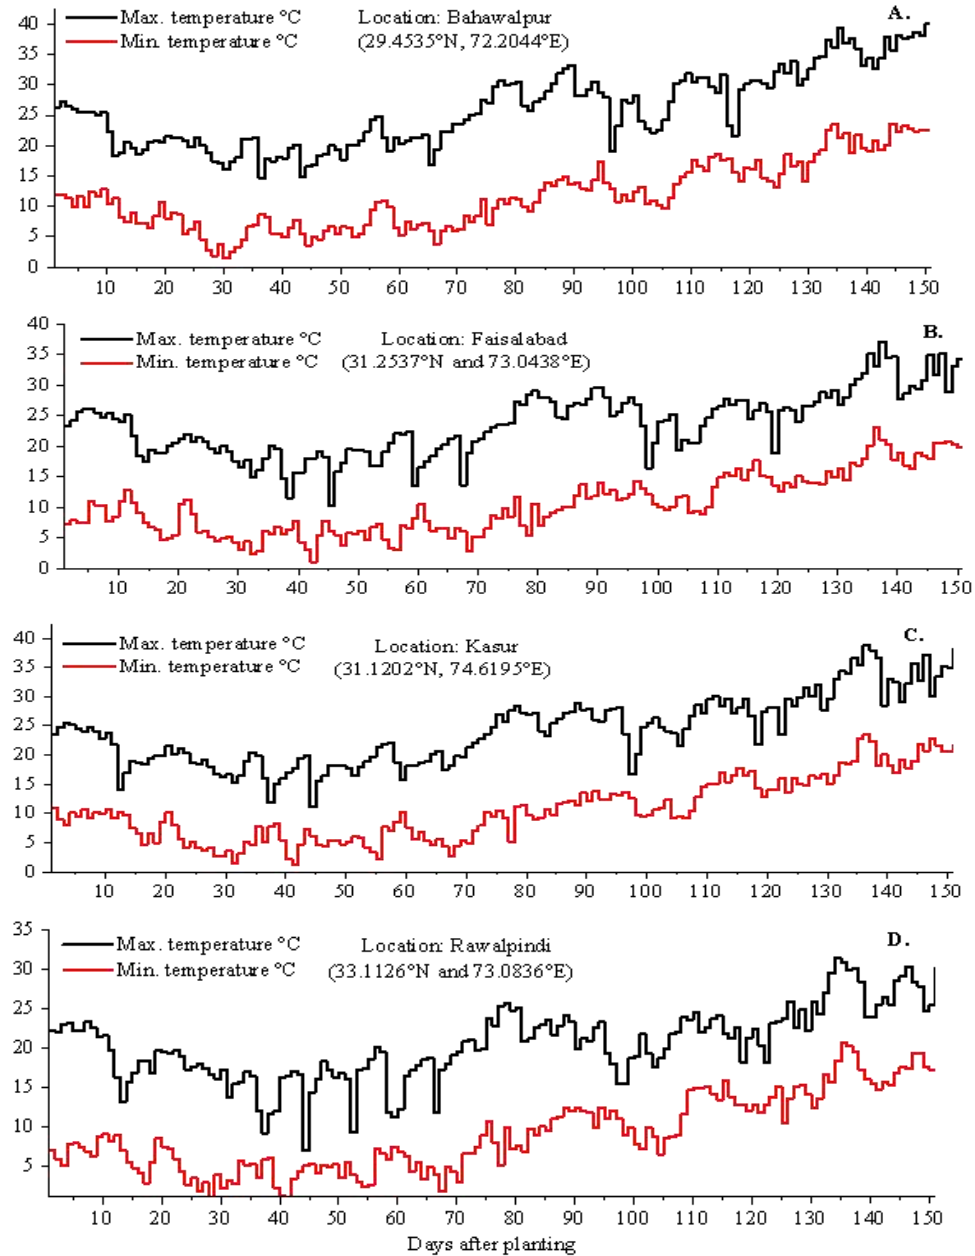 Max. temperature °C Location: Bahawalpur A.
Min. temperature °C (29.4535°N, 72.2044°E)
40
35
30
25
20
15
10
5
0
10 20 30 40 50 60 70 80 90 100 110 120 130 140 150
Max. temperature °C Location: Faisalabad B.
Min. temperature °C (31.2537°N and 73.0438°E)
40
35
30
25
20
15
10
5
0
10 20 30 40 50 60 70 80 90 100 110 120 130 140 150
Max. temperature °C Location: Kasur C.
Min. temperature °C (31.1202°N, 74.6195°E)
40
35
30
25
20
15
10
5
0
10 20 30 40 50 60 70 80 90 100 110 120 130 140 150
Max. temperature °C Location: Rawalpindi D.
Min. temperature °C (33.1126°N and 73.0836°E)
35
30
25
20
15
10
5
10 20 30 40 50 60 70 80 90 100 110 120 130 140 150
Days after planting